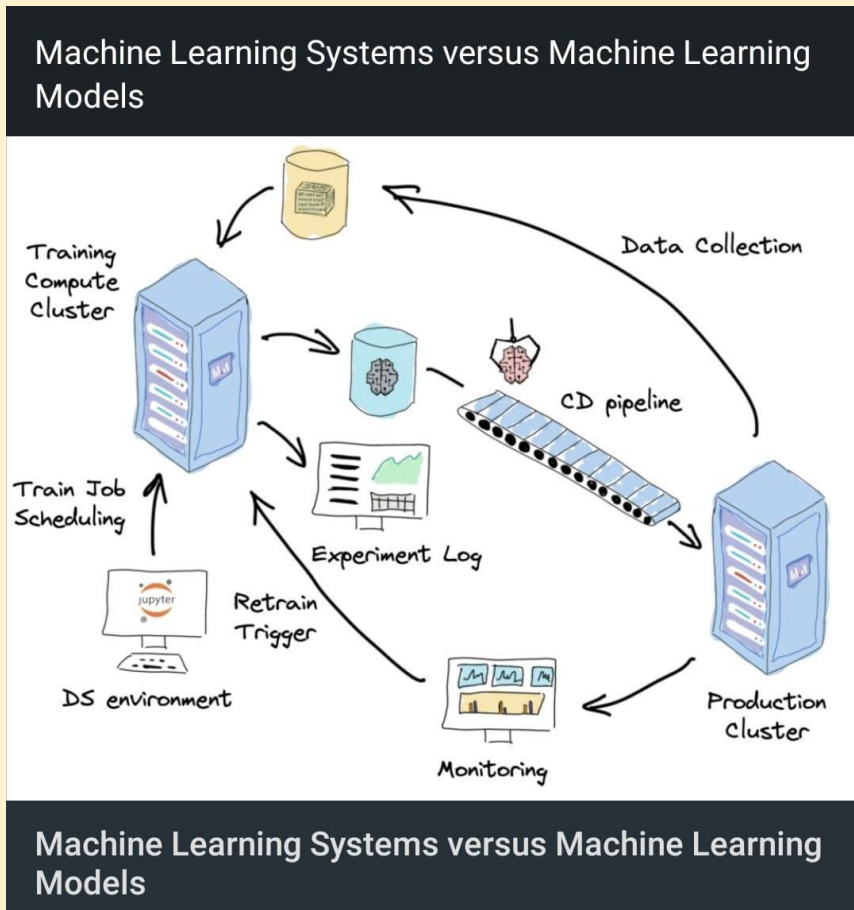 Machine Learning Systems versus Machine Learning
Models
Data Collection
Training
Compute
Cluster
CD pipeline
Train Job
Scheduling
Experiment Log
jupyter
Retrain
Trigger
DS environment
Production
Cluster
Monitoring
Machine Learning Systems versus Machine Learning
Models